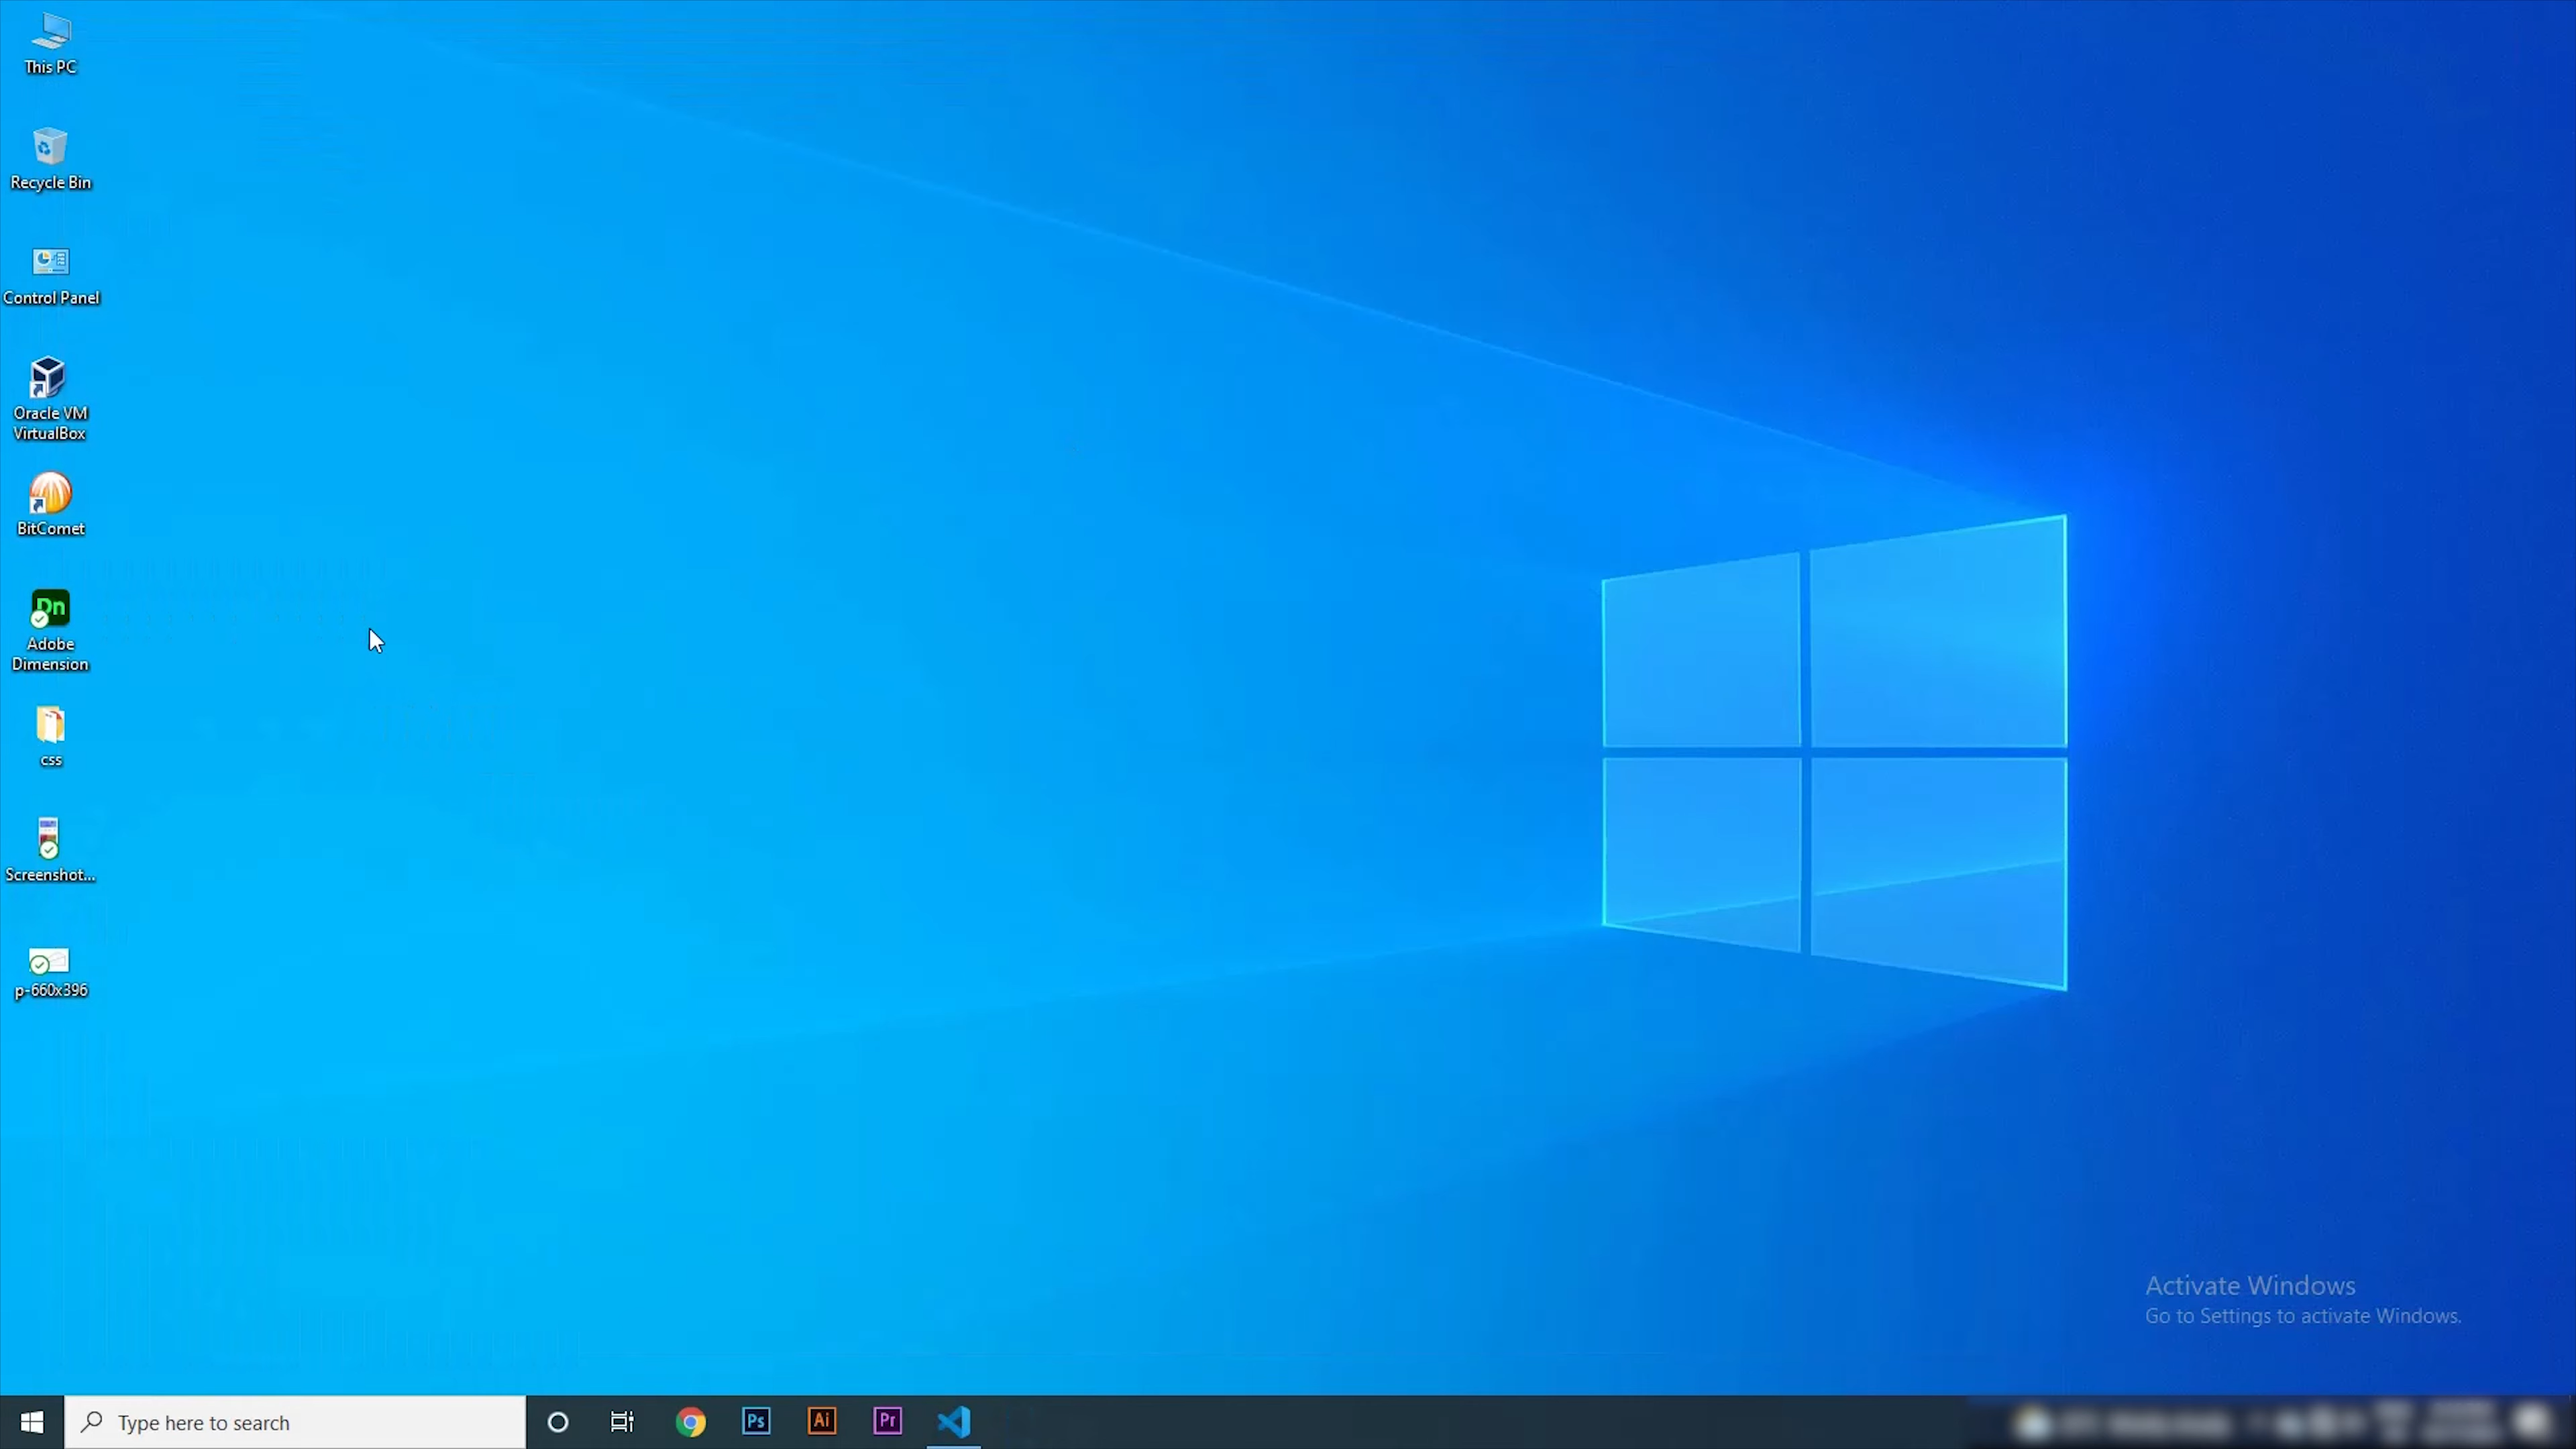 This PC
Recycle Bin
Control Panel
Oracle VM
VirtualBox
BitComet
Dn
Adobe
Dimension
css
Screenshot...
p-660x396
Activate Windows
Go to Settings to activate Windows.
Type here to search
Ps
Ai
Pr